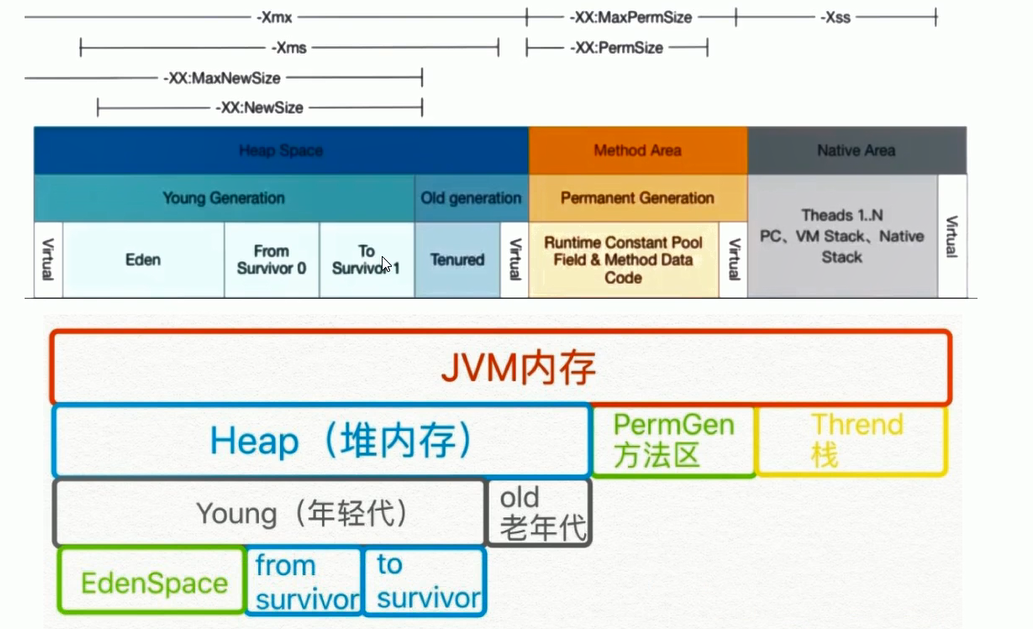 -Xmx
-XX:MaxPermSize
-Xss
-Xms
-XX:PermSize
-XX:MaxNewSize
-XX:NewSize
Heap Space
Method Area
Native Area
Young Generation
Old generation
Permanent Generation
Theads 1..N
PC、VM Stack、Native
Stack
Virtual
Eden
From
Survivor 0
To
Survivor 1
Tenured
Virtual
Runtime Constant Pool
Field & Method Data
Code
Virtual
Virtual
JVM内存
Heap（堆内存）
PermGen
方法区
Thrend
栈
Young（年轻代）
old
老年代
EdenSpace
from
survivor
to
survivor